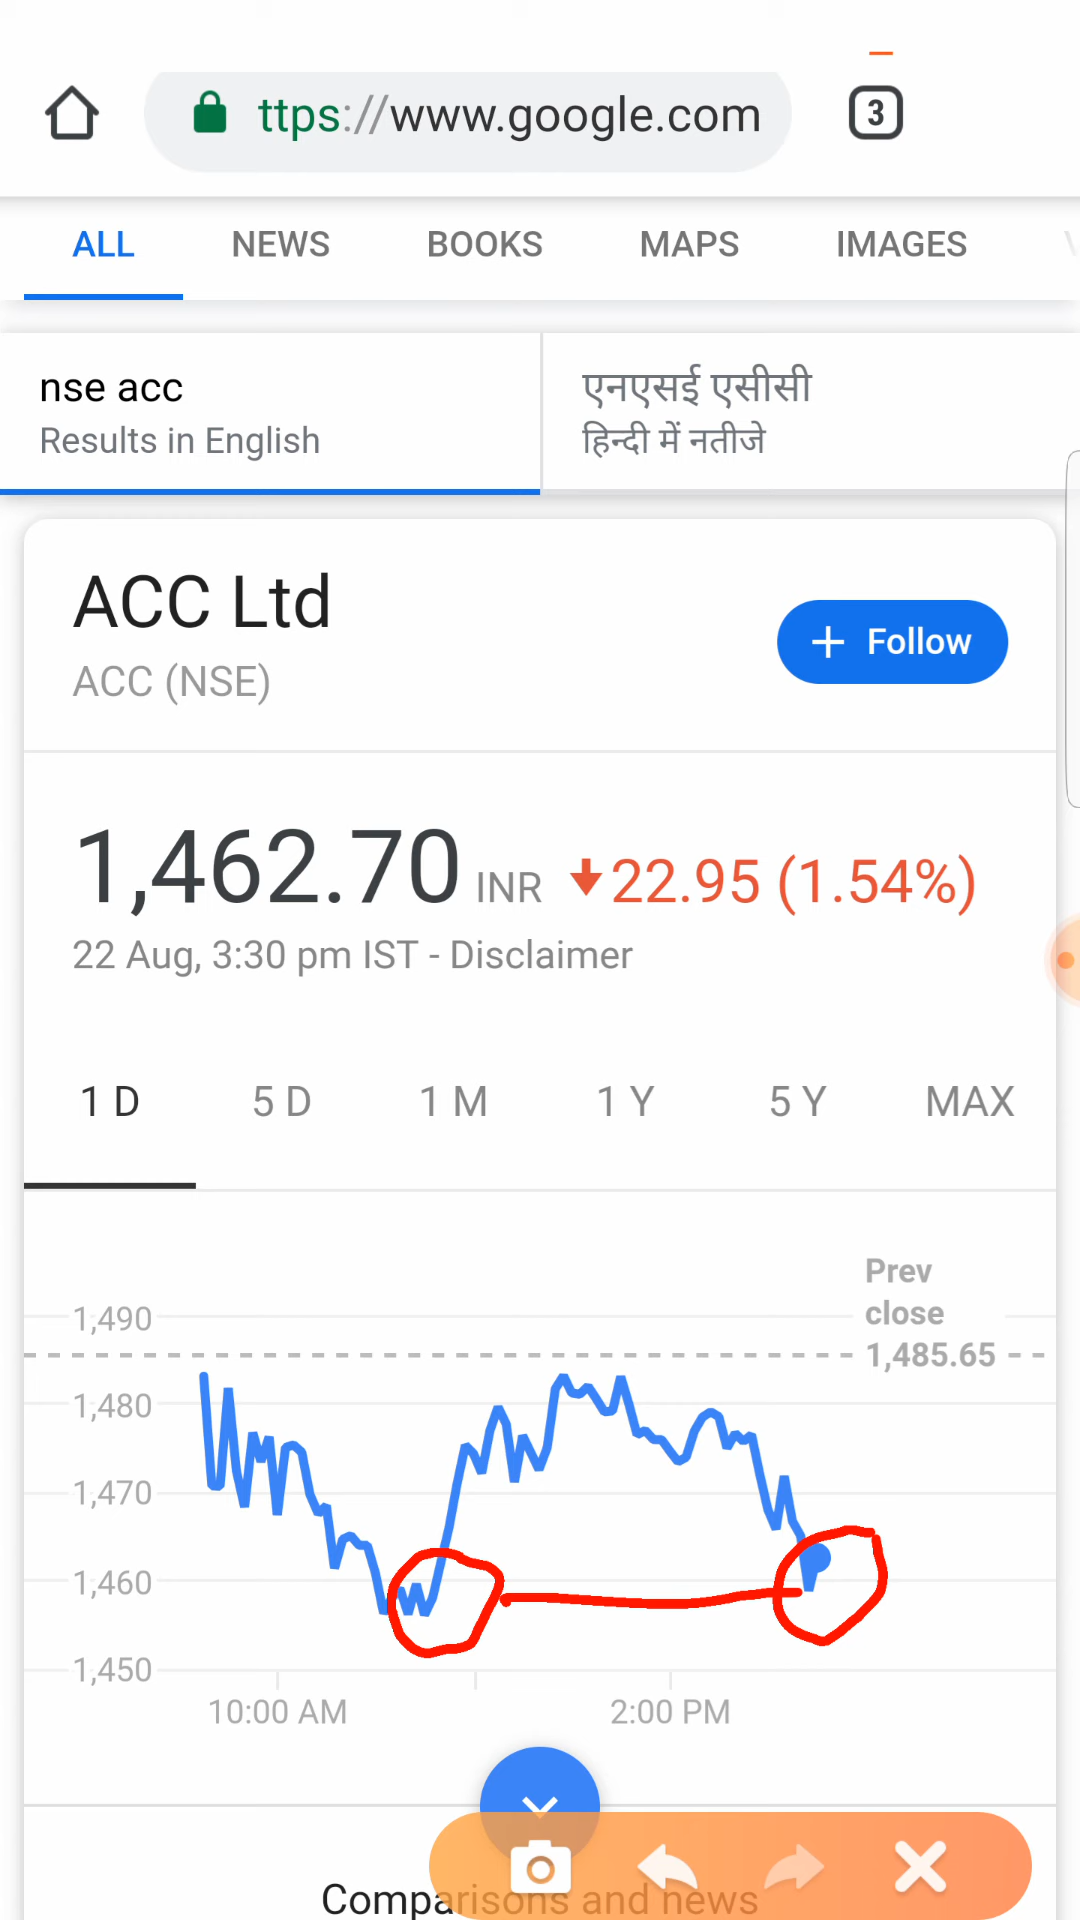 ttps://www.google.com
3
ALL NEWS BOOKS MAPS IMAGES
nse acc
Results in English
एनएसई एसीसी
हिन्दी में नतीजे
ACC Ltd
ACC (NSE)
+ Follow
1,462.70 INR 22.95 (1.54%)
22 Aug, 3:30 pm IST - Disclaimer
1 D 5 D 1 M 1 Y 5 Y MAX
Prev
close
1,485.65
1,490
1,480
1,470
1,460
1,450
10:00 AM 2:00 PM
Comparisons and news